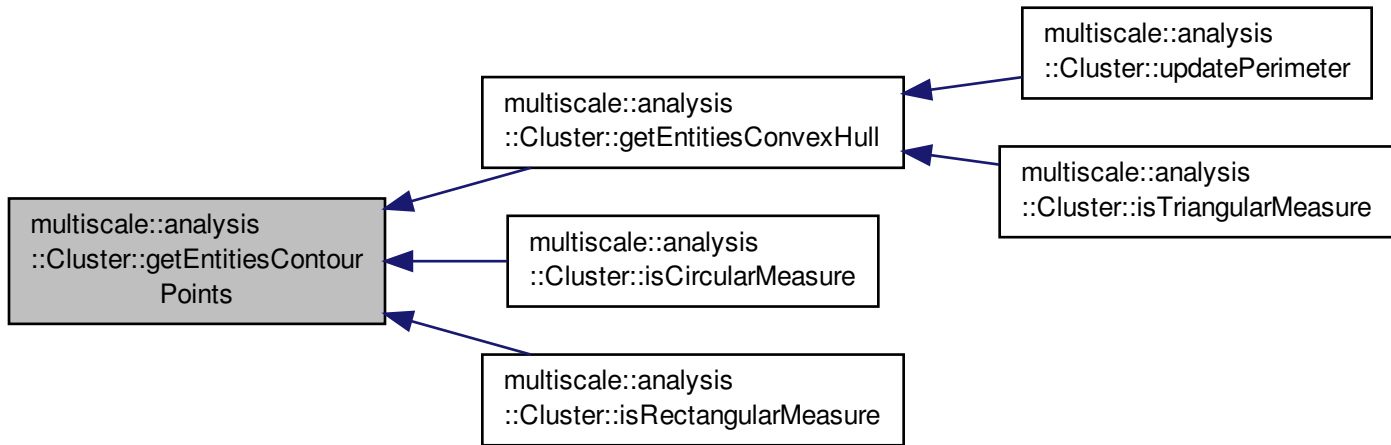 multiscale::analysis
::Cluster::updatePerimeter
multiscale::analysis
::Cluster::getEntitiesConvexHull
multiscale::analysis
::Cluster::isTriangularMeasure
multiscale::analysis
::Cluster::getEntitiesContour
Points
multiscale::analysis
::Cluster::isCircularMeasure
multiscale::analysis
::Cluster::isRectangularMeasure